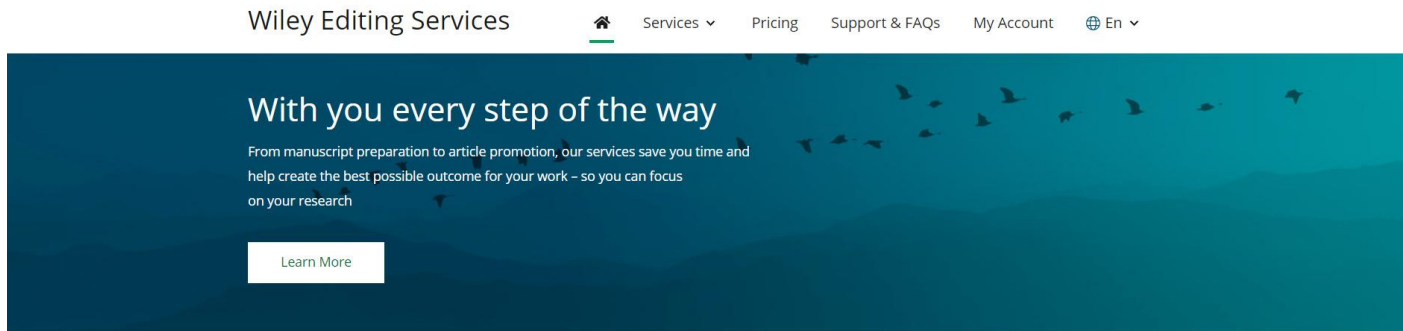 Wiley Editing Services
Services Pricing Support & FAQs My Account En
With you every step of the way
From manuscript preparation to article promotion, our services save you time and
help create the best possible outcome for your work – so you can focus
on your research
Learn More